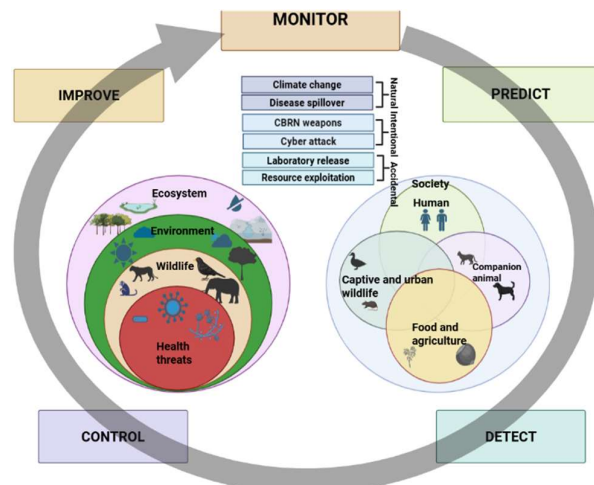 MONITOR
IMPROVE
PREDICT
Climate change
Disease spillover
CBRN weapons
Cyber attack
Laboratory release
Resource exploitation
Natural
Intentional
Accidental
Ecosystem
Environment
Wildlife
Health
threats
Society
Human
Captive and urban
wildlife
Companion
animal
Food and
agriculture
CONTROL
DETECT